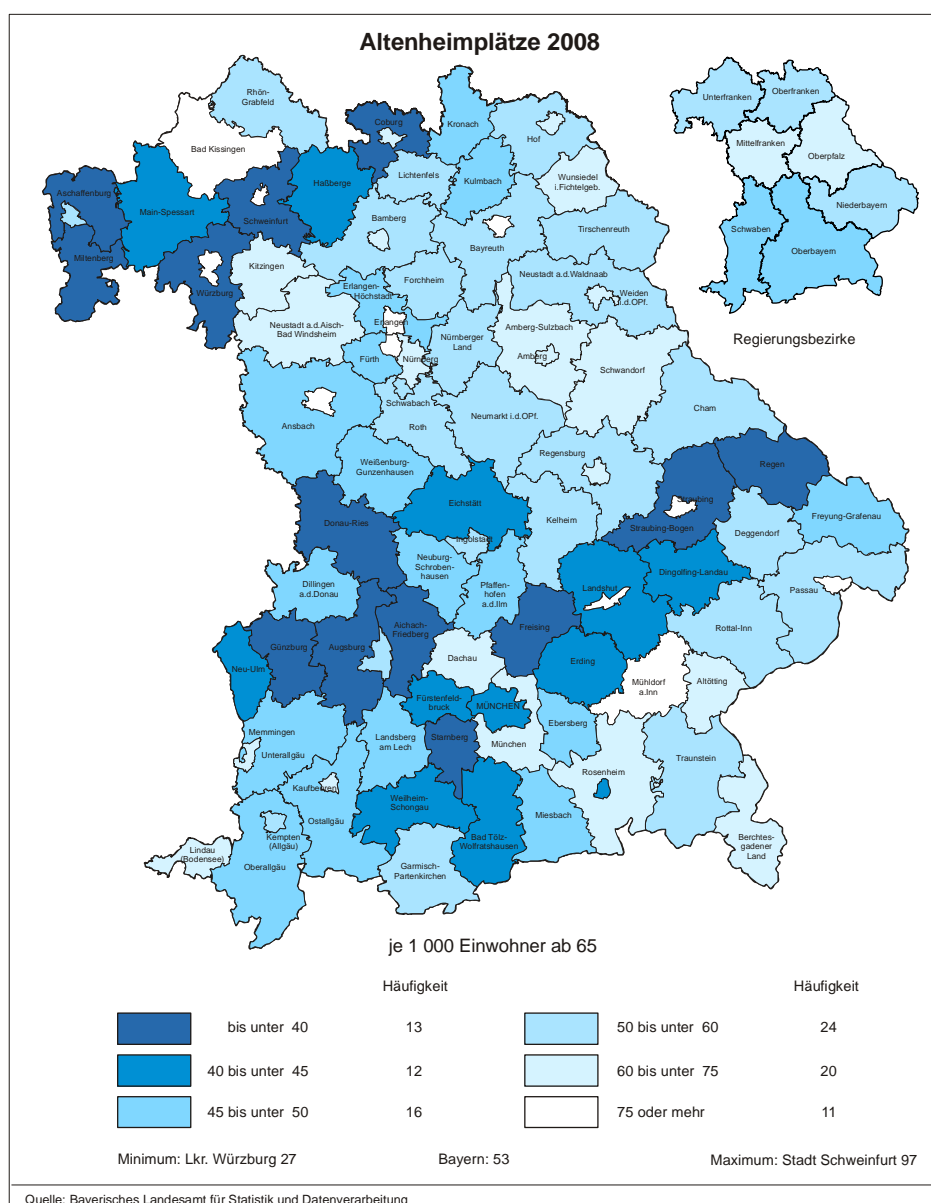 Altenheimplätze 2008
Rhön-
Grabfeld
Bad Kissingen
Coburg
Kronach
Hof
Lichtenfels
Kulmbach
Wunsiedel
i.Fichtelgeb.
Aschaffenburg
Main-Spessart
Schweinfurt
Haßberge
Bamberg
Bayreuth
Tirschenreuth
Miltenberg
Würzburg
Kitzingen
Erlangen-
Höchstadt
Forchheim
Neustadt a.d.Waldnaab
Weiden
i.d.OPf.
Neustadt a.d.Aisch-
Bad Windsheim
Erlangen
Fürth
Nürnberg
Nürnberger
Land
Amberg-Sulzbach
Amberg
Schwandorf
Ansbach
Schwabach
Roth
Neumarkt i.d.OPf.
Cham
Weißenburg-
Gunzenhausen
Regensburg
Regen
Eichstätt
Ingolstadt
Kelheim
Straubing
Straubing-Bogen
Deggendorf
Freyung-Grafenau
Donau-Ries
Neuburg-
Schroben-
hausen
Pfaffen-
hofen
a.d.Ilm
Landshut
Dingolfing-Landau
Passau
Dillingen
a.d.Donau
Aichach-
Friedberg
Freising
Rottal-Inn
Neu-Ulm
Günzburg
Augsburg
Dachau
Erding
Mühldorf
a.Inn
Altötting
Fürstenfeld-
bruck
MÜNCHEN
Ebersberg
Memmingen
Unterallgäu
Landsberg
am Lech
Starnberg
München
Rosenheim
Traunstein
Kaufbeuren
Ostallgäu
Weilheim-
Schongau
Bad Tölz-
Wolfratshausen
Miesbach
Berchtes-
gadener
Land
Lindau
(Bodensee)
Kempten
(Allgäu)
Oberallgäu
Garmisch-
Partenkirchen
Unterfranken
Oberfranken
Mittelfranken
Oberpfalz
Niederbayern
Schwaben
Oberbayern
Regierungsbezirke
je 1 000 Einwohner ab 65
Häufigkeit
Häufigkeit
bis unter 40 13
50 bis unter 60 24
40 bis unter 45 12
60 bis unter 75 20
45 bis unter 50 16
75 oder mehr 11
Minimum: Lkr. Würzburg 27 Bayern: 53 Maximum: Stadt Schweinfurt 97
Quelle: Bayerisches Landesamt für Statistik und Datenverarbeitung